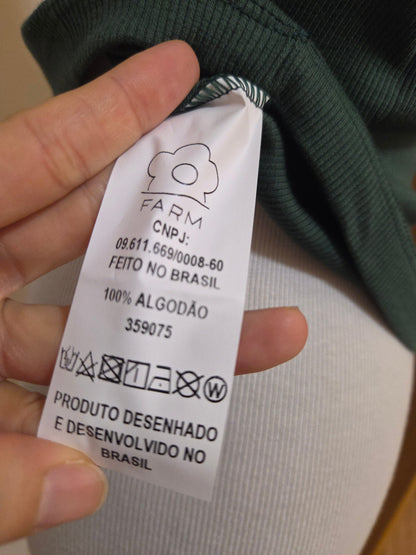 FARM
CNPJ:
09.611.669/0008-60
FEITO NO BRASIL
100% ALGODÃO
359075
W
PRODUTO DESENHADO
E DESENVOLVIDO NO
BRASIL